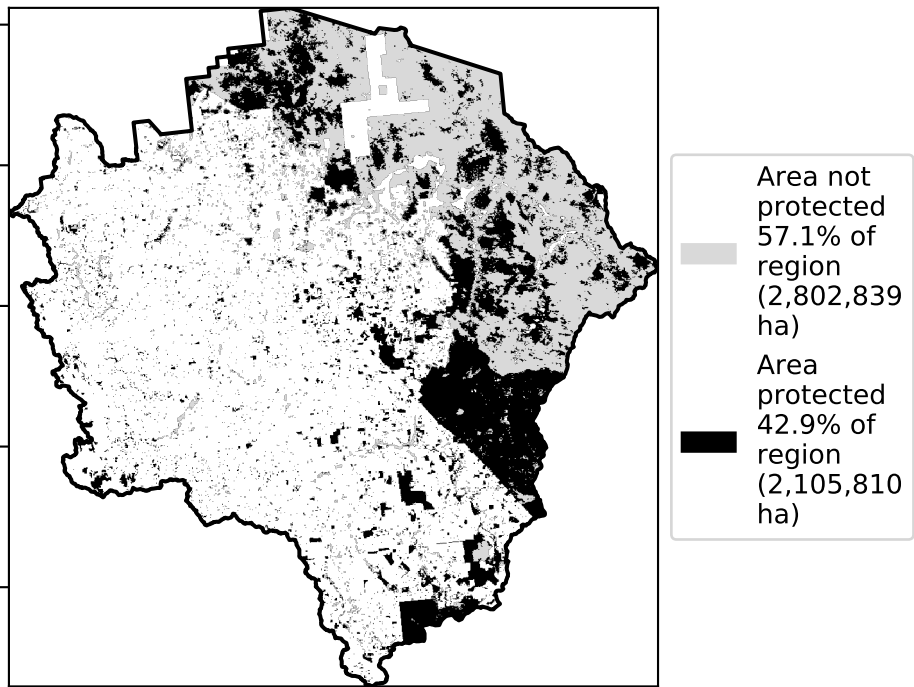 Area not
protected
57.1% of
region
(2,802,839
ha)
Area
protected
42.9% of
region
(2,105,810
ha)